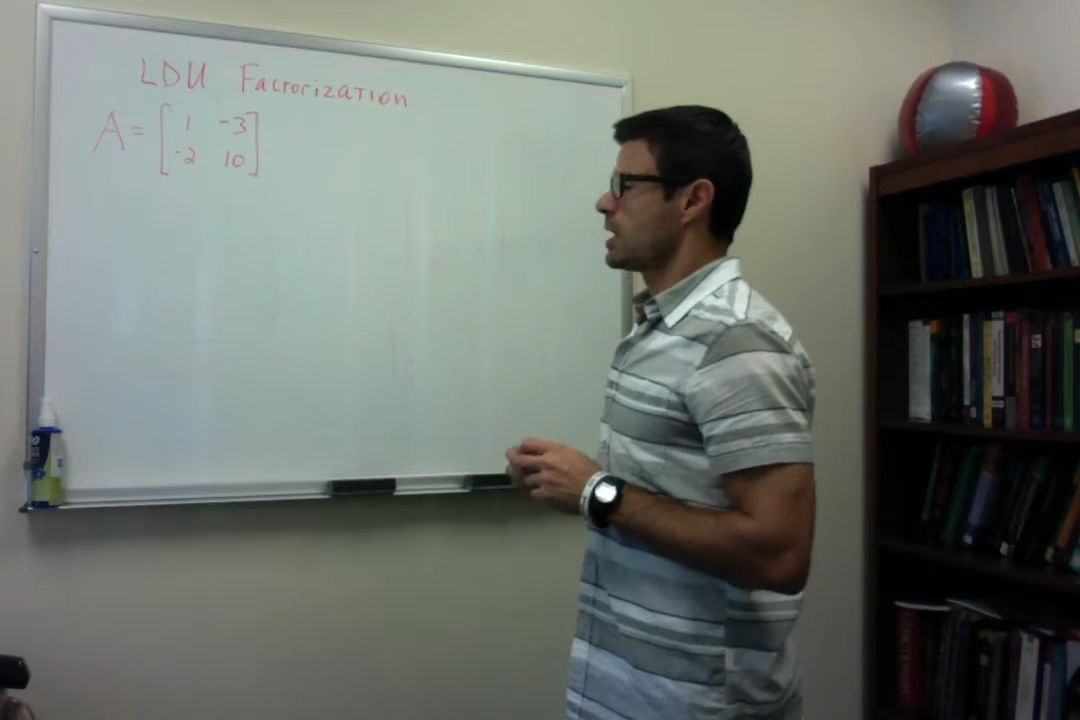 LDU Factorization
A = [ 1 -3
-2 10 ]